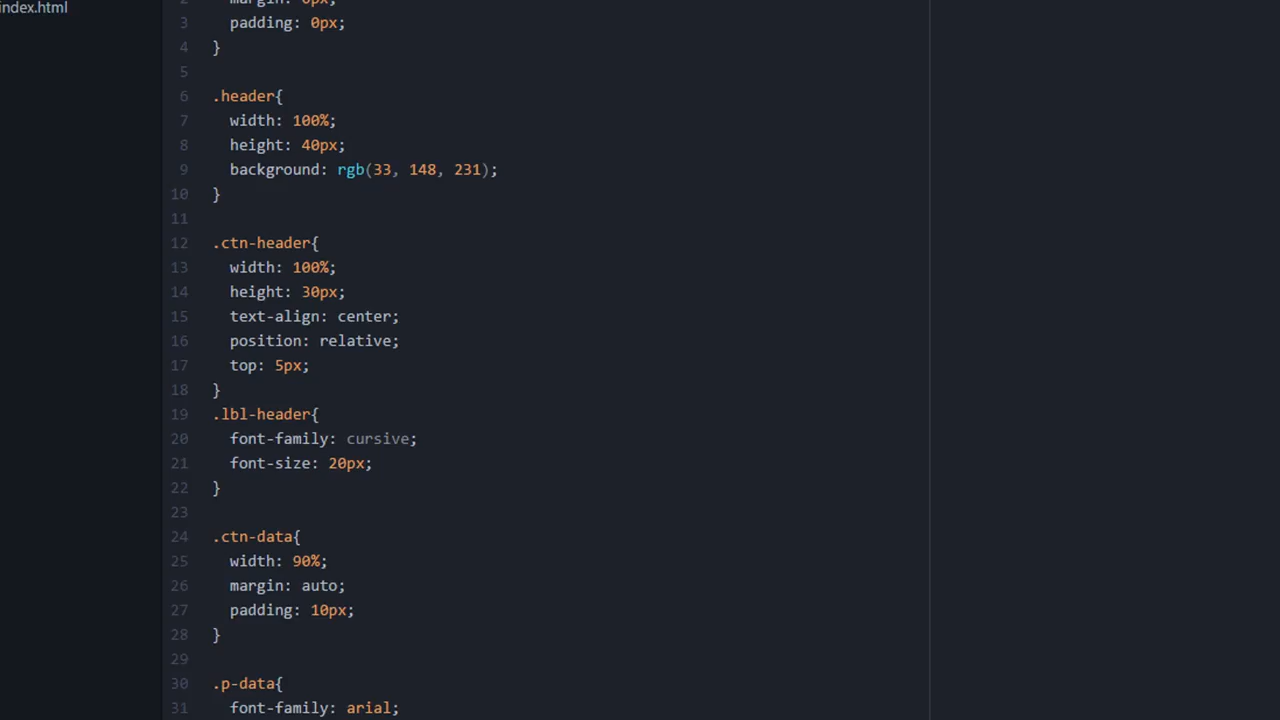 index.html
2 margin: 0px;
3 padding: 0px;
4 }
5
6 .header{
7 width: 100%;
8 height: 40px;
9 background: rgb(33, 148, 231);
10 }
11
12 .ctn-header{
13 width: 100%;
14 height: 30px;
15 text-align: center;
16 position: relative;
17 top: 5px;
18 }
19 .lbl-header{
20 font-family: cursive;
21 font-size: 20px;
22 }
23
24 .ctn-data{
25 width: 90%;
26 margin: auto;
27 padding: 10px;
28 }
29
30 .p-data{
31 font-family: arial;